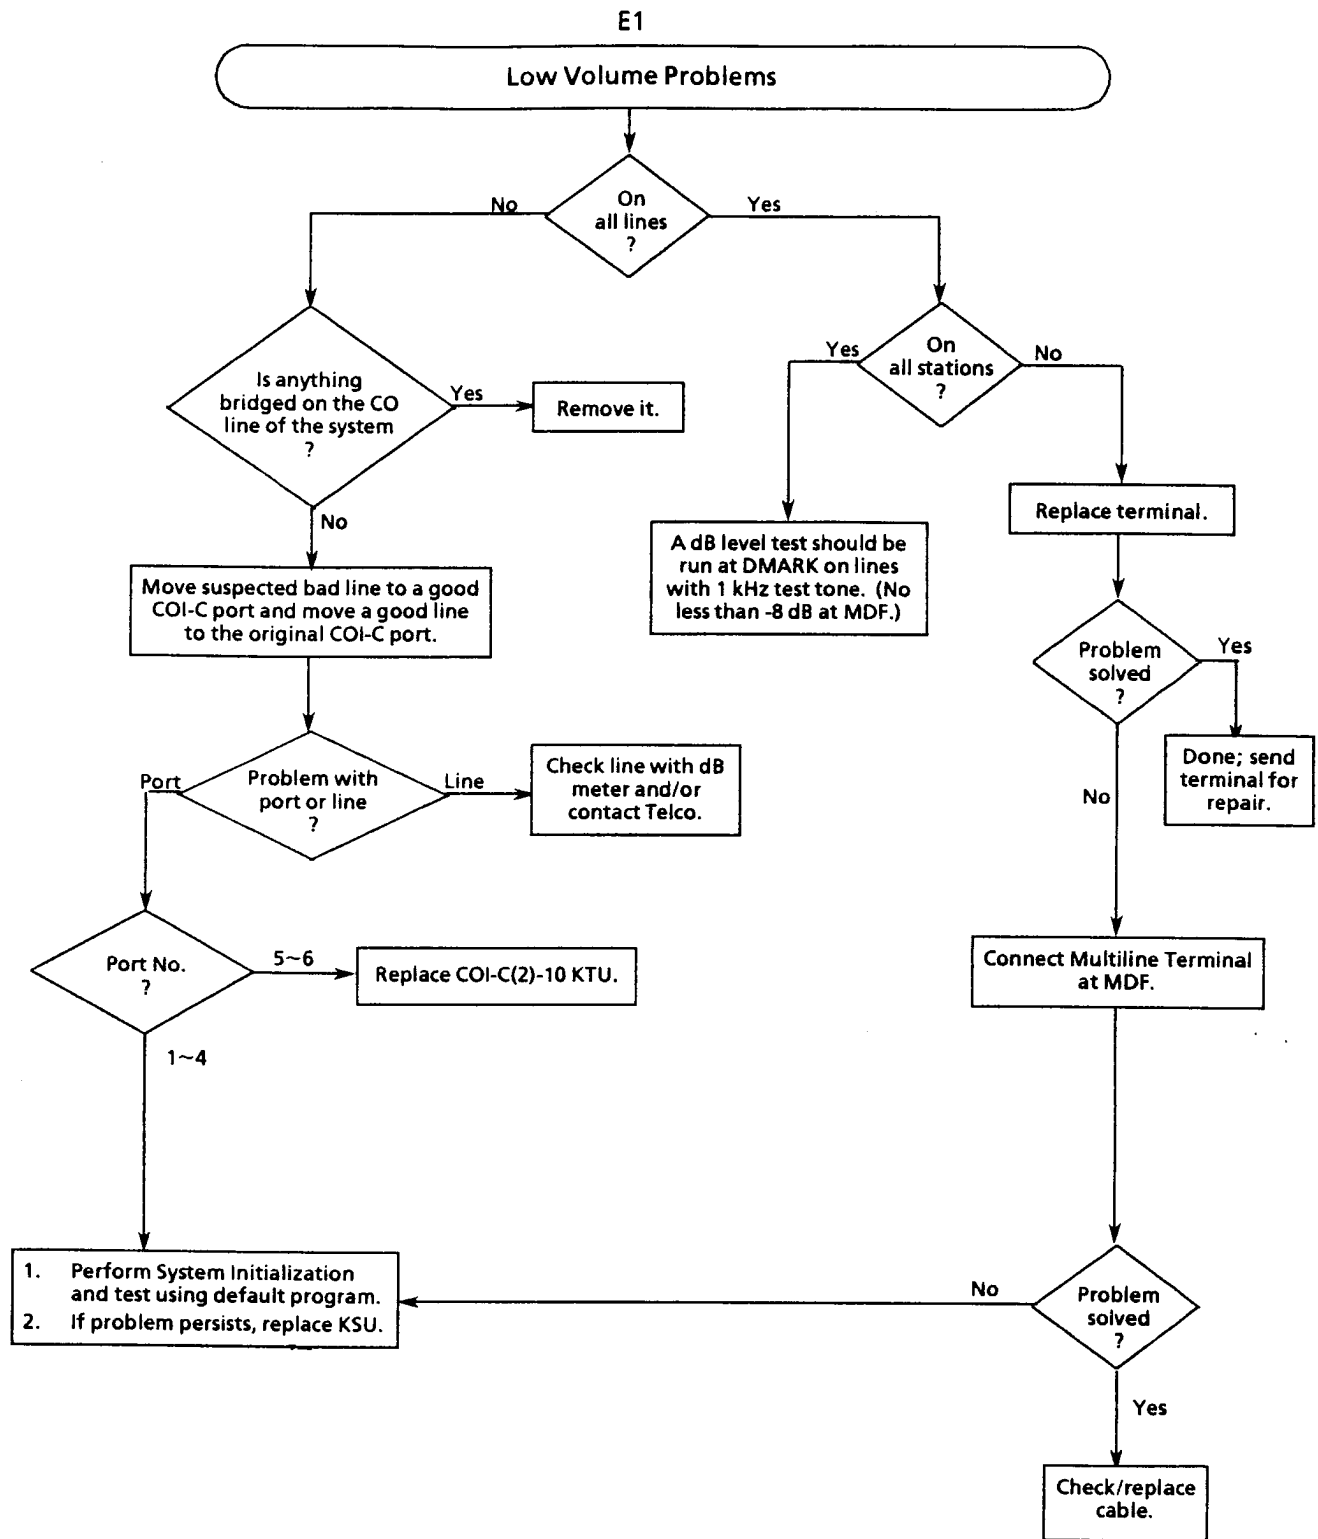 E1
Low Volume Problems
On
all lines
?
No
Yes
Is anything
bridged on the CO
line of the system
?
Yes
Remove it.
No
On
all stations
?
Yes
No
Replace terminal.
A dB level test should be
run at DMARK on lines
with 1 kHz test tone. (No
less than -8 dB at MDF.)
Move suspected bad line to a good
COI-C port and move a good line
to the original COI-C port.
Problem
solved
?
Yes
Done; send
terminal for
repair.
No
Problem with
port or line
?
Port
Line
Check line with dB
meter and/or
contact Telco.
Port No.
?
5~6
Replace COI-C(2)-10 KTU.
1~4
Connect Multiline Terminal
at MDF.
1. Perform System Initialization
and test using default program.
2. If problem persists, replace KSU.
No
Problem
solved
?
Yes
Check/replace
cable.